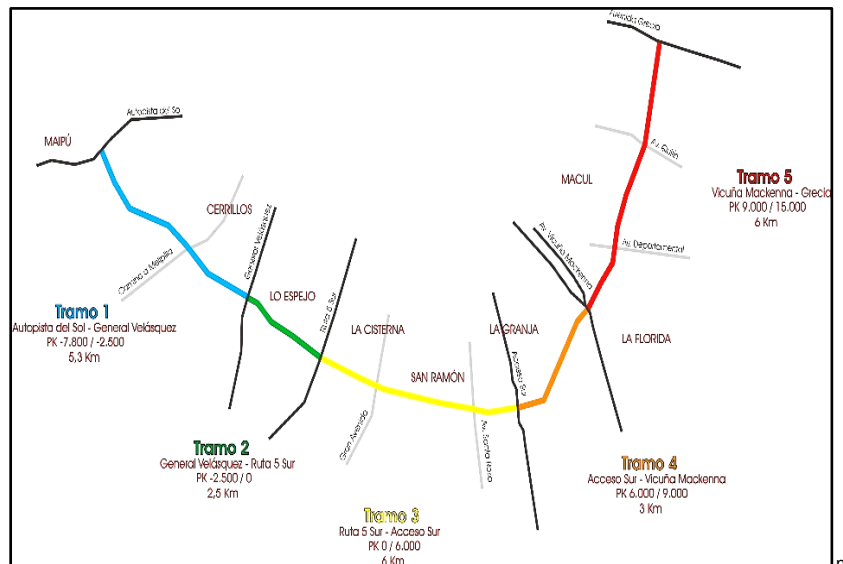 Avenida Grecia
Autopista del So
MAIPÚ
Av. Quilín
MACUL
Tramo 5
Vicuña Mackenna - Grecia
PK 9.000 / 15.000
6 Km
CERRILLOS
General Velásquez
Av. Vicuña Mackenna
Av. Departamental
Camino a Melipilla
LO ESPEJO
Ruta 5 Sur
Tramo 1
Autopista del Sol - General Velásquez
PK -7.800 / -2.500
5,3 Km
LA CISTERNA
LA GRANJA
LA FLORIDA
Acceso Sur
SAN RAMÓN
Gran Avenida
Av. Santa Rosa
Tramo 2
General Velásquez - Ruta 5 Sur
PK -2.500 / 0
2,5 Km
Tramo 4
Acceso Sur - Vicuña Mackenna
PK 6.000 / 9.000
3 Km
Tramo 3
Ruta 5 Sur - Acceso Sur
PK 0 / 6.000
6 Km